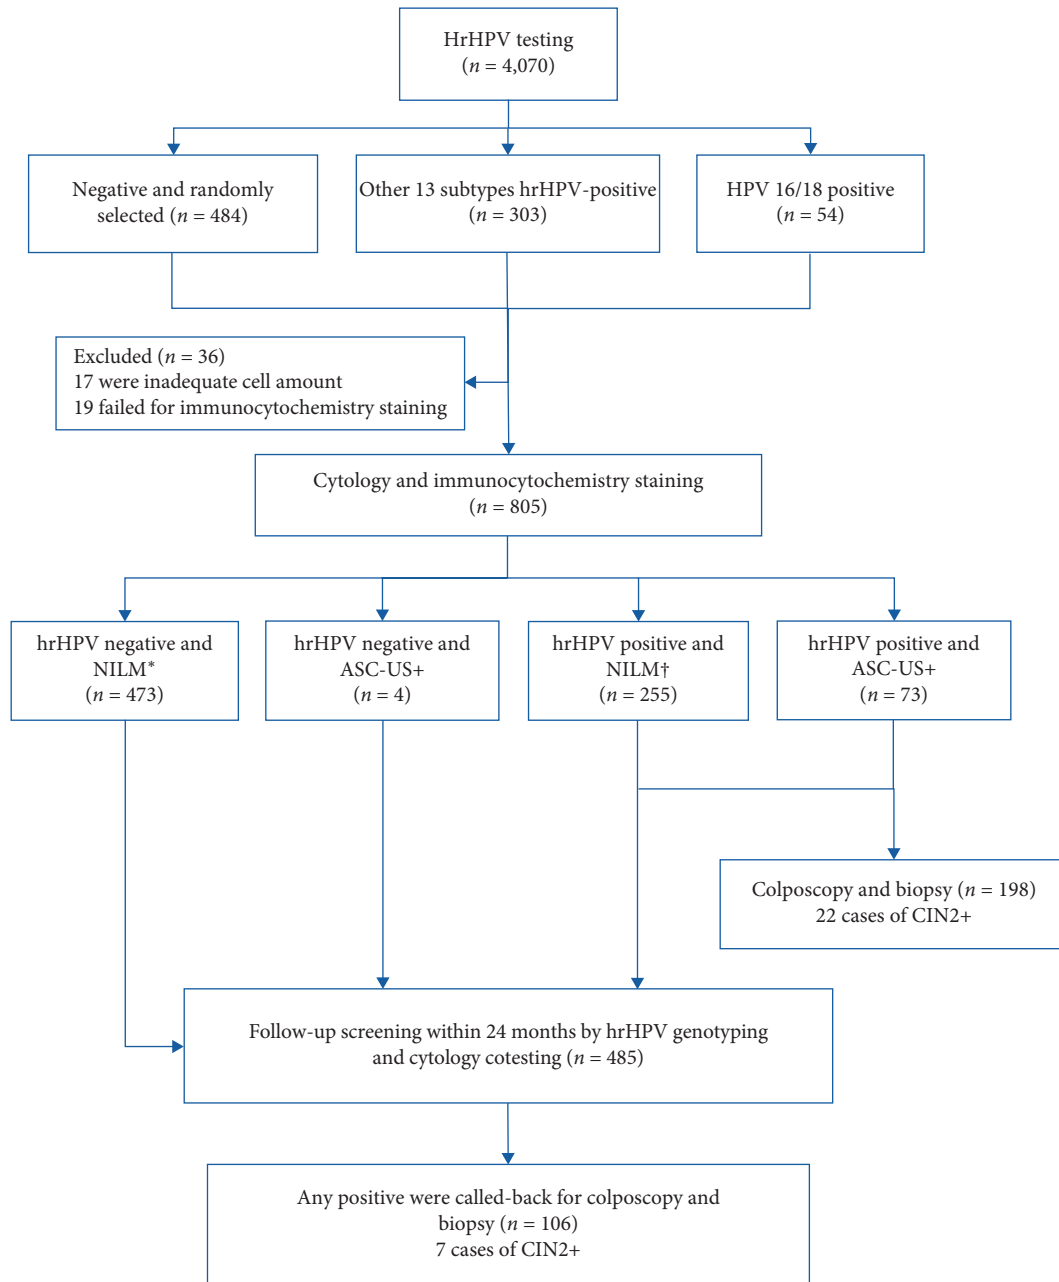 HrHPV testing
(n = 4,070)
Negative and randomly
selected (n = 484)
Other 13 subtypes hrHPV-positive
(n = 303)
HPV 16/18 positive
(n = 54)
Excluded (n = 36)
17 were inadequate cell amount
19 failed for immunocytochemistry staining
Cytology and immunocytochemistry staining
(n = 805)
hrHPV negative and
NILM*
(n = 473)
hrHPV negative and
ASC-US+
(n = 4)
hrHPV positive and
NILM†
(n = 255)
hrHPV positive and
ASC-US+
(n = 73)
Colposcopy and biopsy (n = 198)
22 cases of CIN2+
Follow-up screening within 24 months by hrHPV genotyping
and cytology cotesting (n = 485)
Any positive were called-back for colposcopy and
biopsy (n = 106)
7 cases of CIN2+